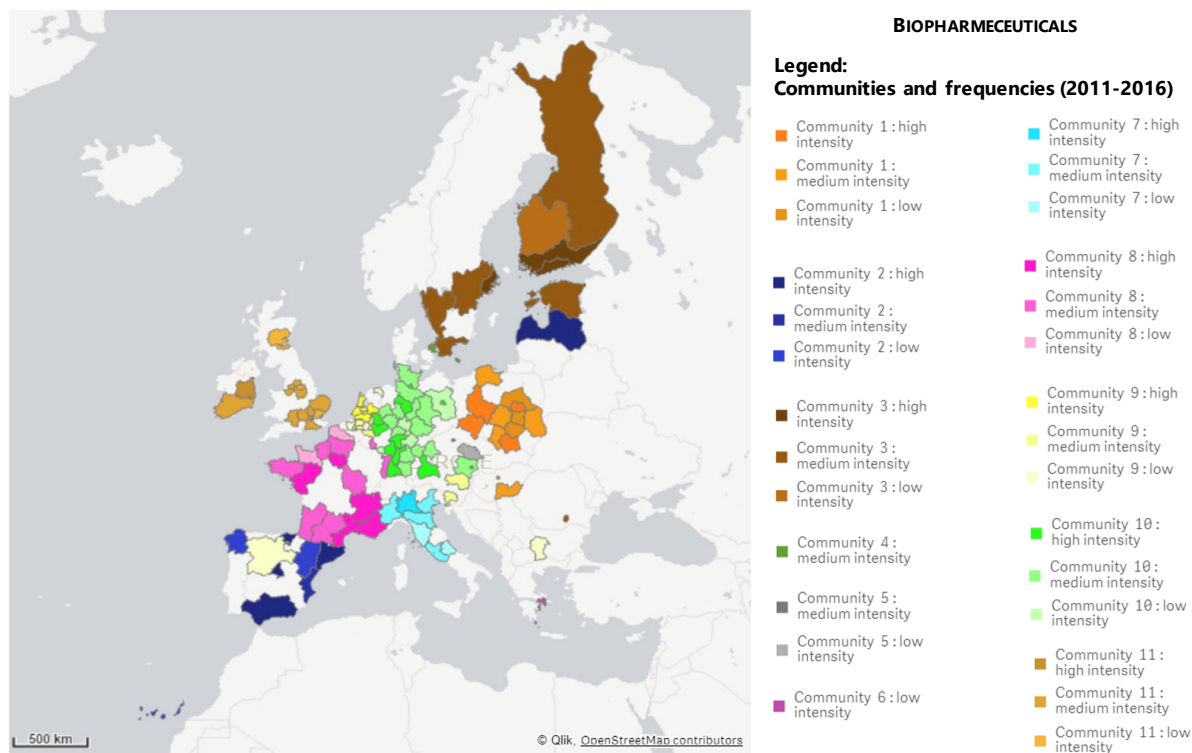 BIOPHARMECEUTICALS
Legend:
Communities and frequencies (2011-2016)
Community 1 : high
intensity
Community 1 :
medium intensity
Community 1 : low
intensity
Community 2 : high
intensity
Community 2 :
medium intensity
Community 2 : low
intensity
Community 3 : high
intensity
Community 3 :
medium intensity
Community 3 : low
intensity
Community 4 :
medium intensity
Community 5 :
medium intensity
Community 5 : low
intensity
Community 6 : low
intensity
Community 7 : high
intensity
Community 7 :
medium intensity
Community 7 : low
intensity
Community 8 : high
intensity
Community 8 :
medium intensity
Community 8 : low
intensity
Community 9 : high
intensity
Community 9 :
medium intensity
Community 9 : low
intensity
Community 10 :
high intensity
Community 10 :
medium intensity
Community 10 : low
intensity
Community 11 :
high intensity
Community 11 :
medium intensity
Community 11 : low
intensity
500 km
© Qlik, OpenStreetMap contributors